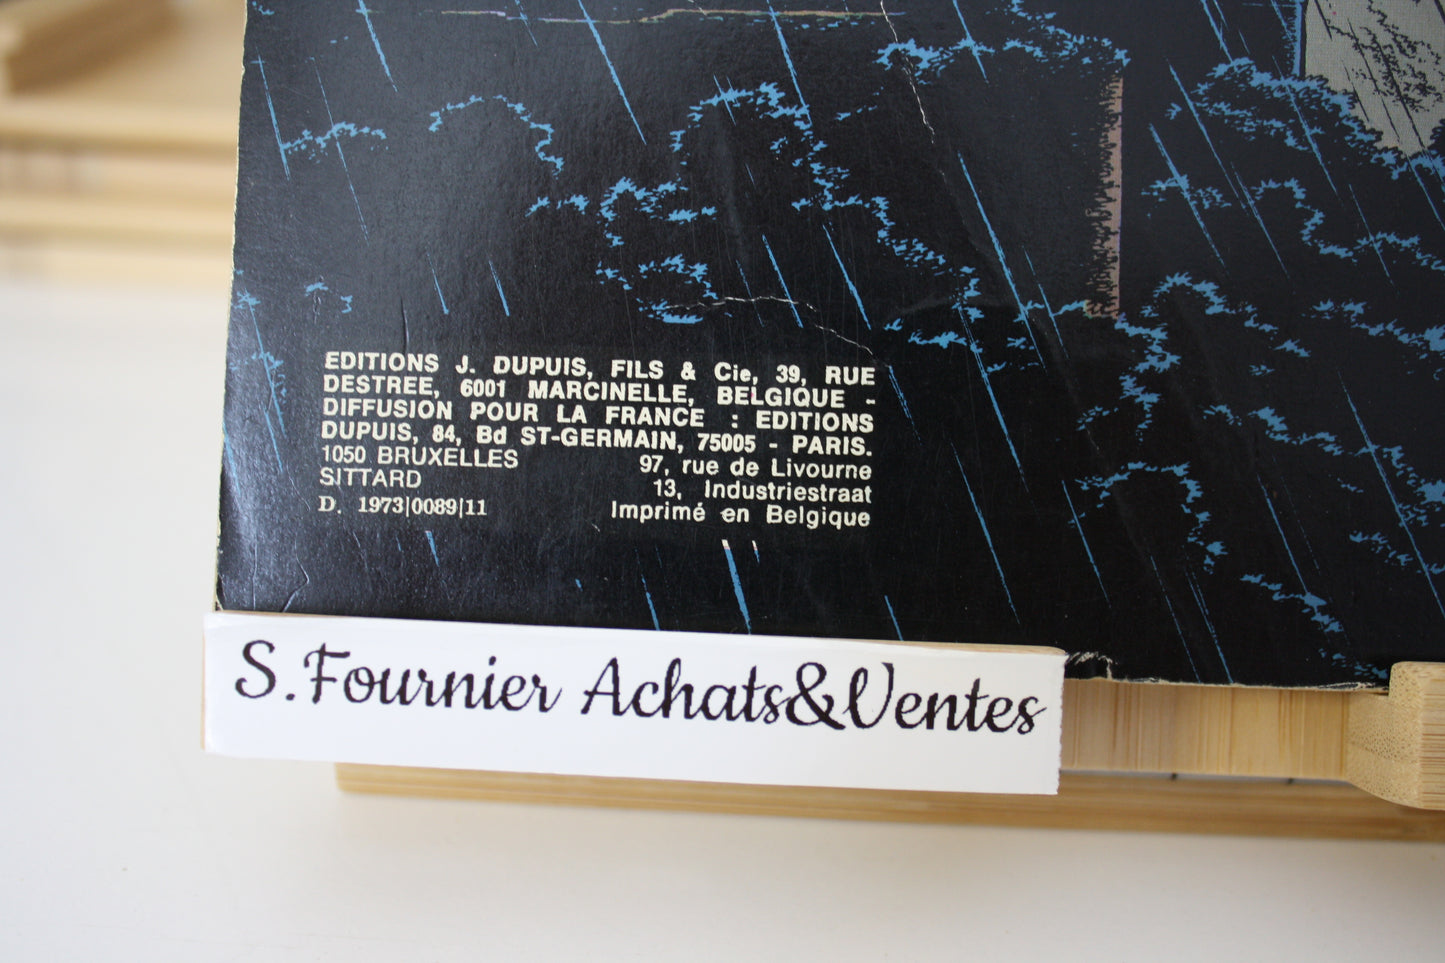 EDITIONS J. DUPUIS, FILS & Cie, 39, RUE
DESTREE, 6001 MARCINELLE, BELGIQUE -
DIFFUSION POUR LA FRANCE : EDITIONS
DUPUIS, 84, Bd ST-GERMAIN, 75005 - PARIS.
1050 BRUXELLES 97, rue de Livourne
SITTARD 13, Industriestraat
D. 1973|0089|11 Imprimé en Belgique
S.Fournier Achats&Ventes